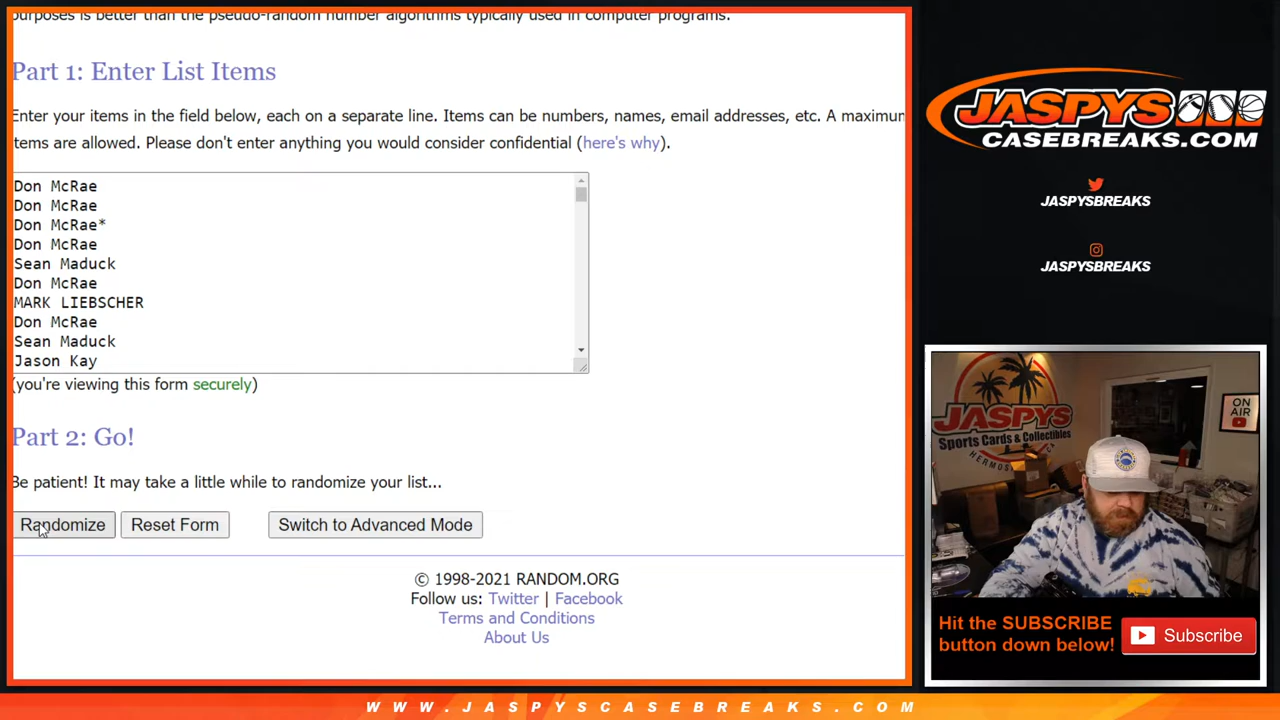 purposes is better than the pseudo-random number algorithms typically used in computer programs.
Part 1: Enter List Items
Enter your items in the field below, each on a separate line. Items can be numbers, names, email addresses, etc. A maximum
items are allowed. Please don't enter anything you would consider confidential (here's why).
Don McRae
Don McRae
Don McRae*
Don McRae
Sean Maduck
Don McRae
MARK LIEBSCHER
Don McRae
Sean Maduck
Jason Kay
(you're viewing this form securely)
Part 2: Go!
Be patient! It may take a little while to randomize your list...
Randomize
Reset Form
Switch to Advanced Mode
© 1998-2021 RANDOM.ORG
Follow us: Twitter | Facebook
Terms and Conditions
About Us
JASPYS
CASEBREAKS.COM
JASPYSBREAKS
JASPYSBREAKS
JASPYS
Sports Cards & Collectibles
HERMOS
CA
ON
AIR
Hit the SUBSCRIBE
button down below!
Subscribe
WWW.JASPYSCASEBREAKS.COM